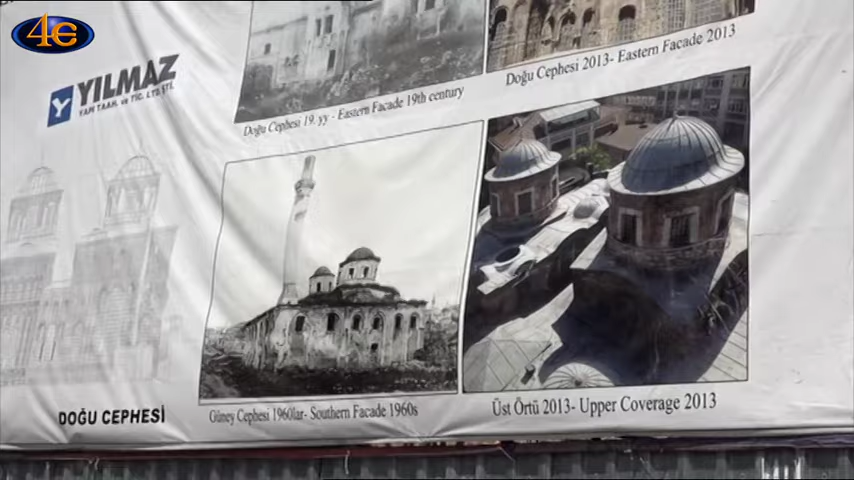 4e
YILMAZ
YAPI TAAH. ve TİC. LTD. ŞTİ.
Doğu Cephesi 19. yy - Eastern Facade 19th century
Doğu Cephesi 2013- Eastern Facade 2013
DOĞU CEPHESİ
Güney Cephesi 1960lar- Southern Facade 1960s
Üst Örtü 2013- Upper Coverage 2013